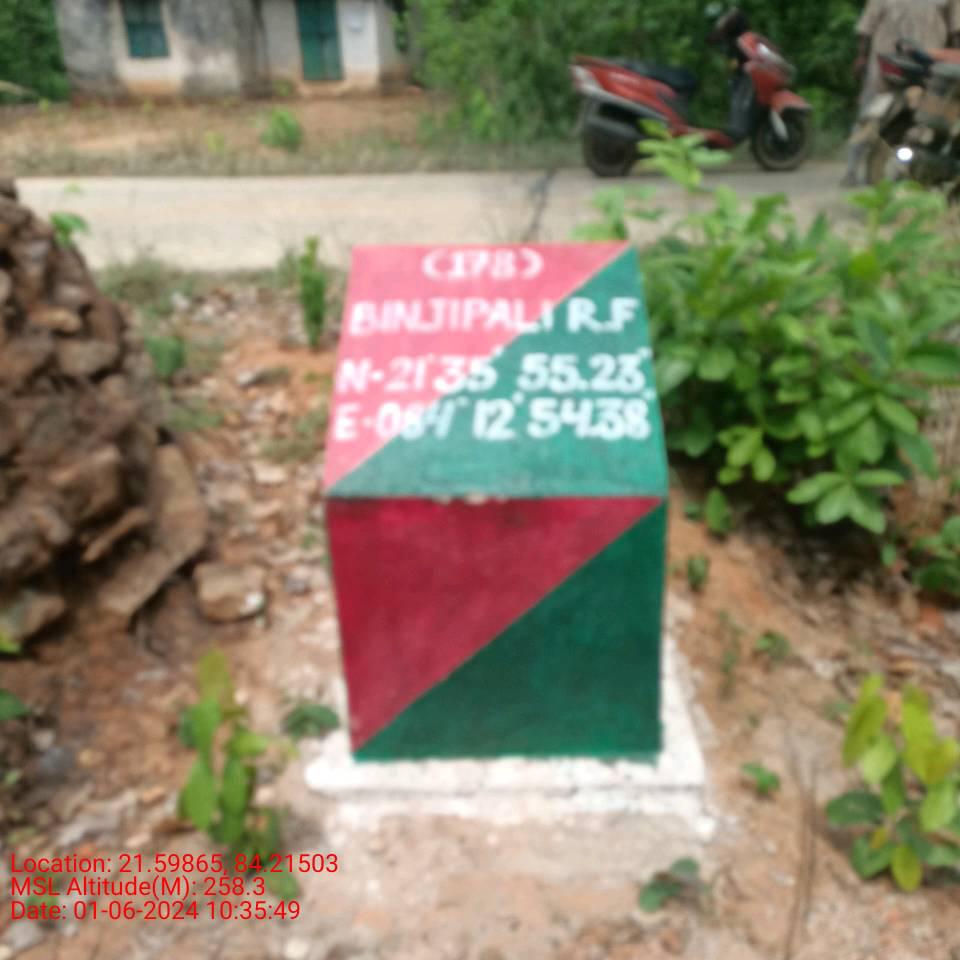 (178)
BINJIPALI R.F
N-21°35' 55.23"
E-084° 12' 54.38"
Location: 21.59865, 84.21503
MSL Altitude(M): 258.3
Date: 01-06-2024 10:35:49